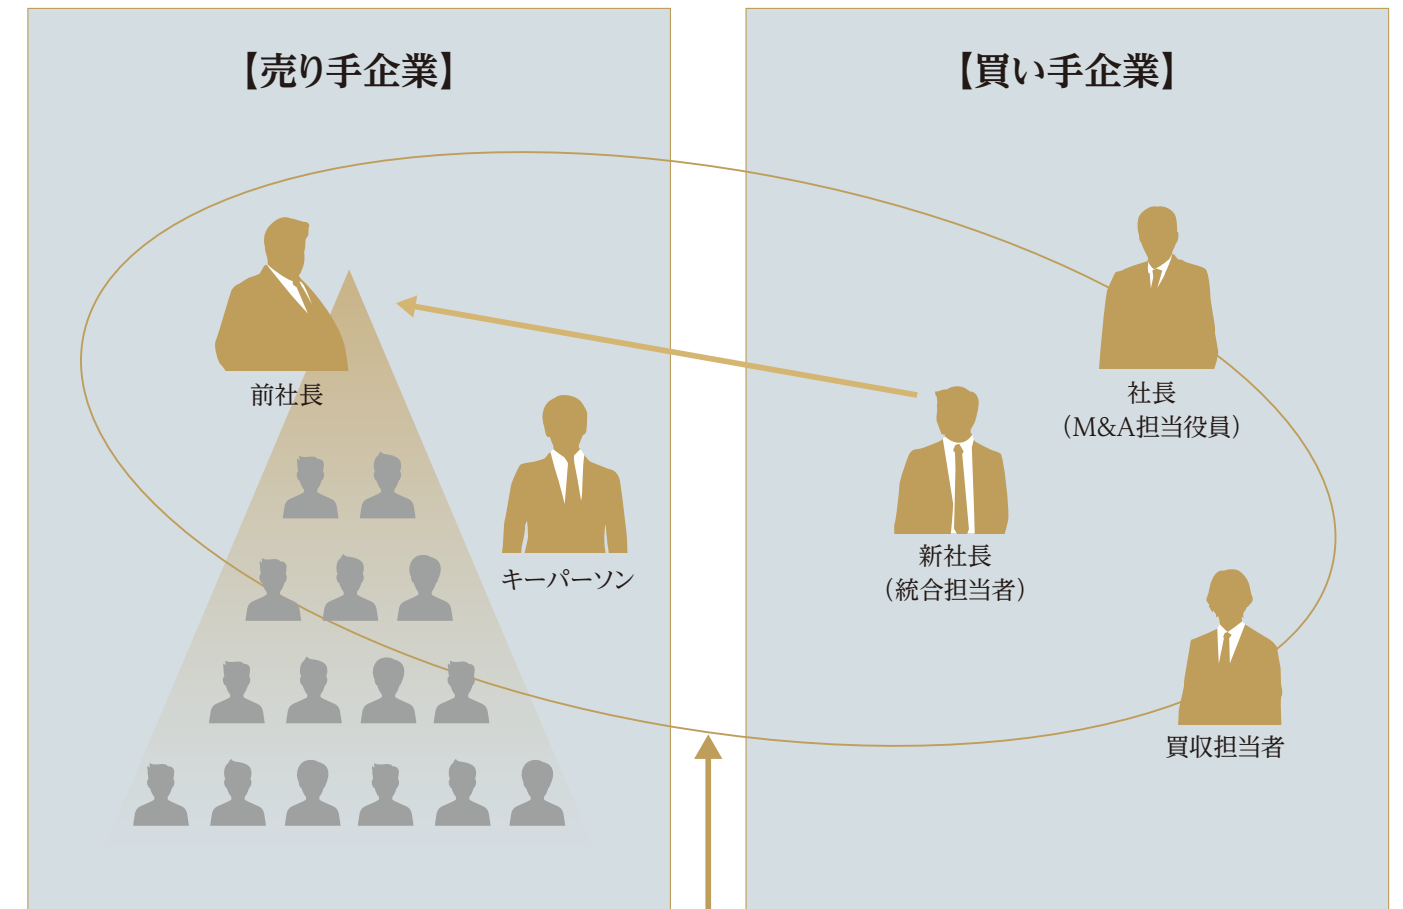 【売り手企業】
前社長
キーパーソン
【買い手企業】
社長
（M&A担当役員）
新社長
（統合担当者）
買収担当者